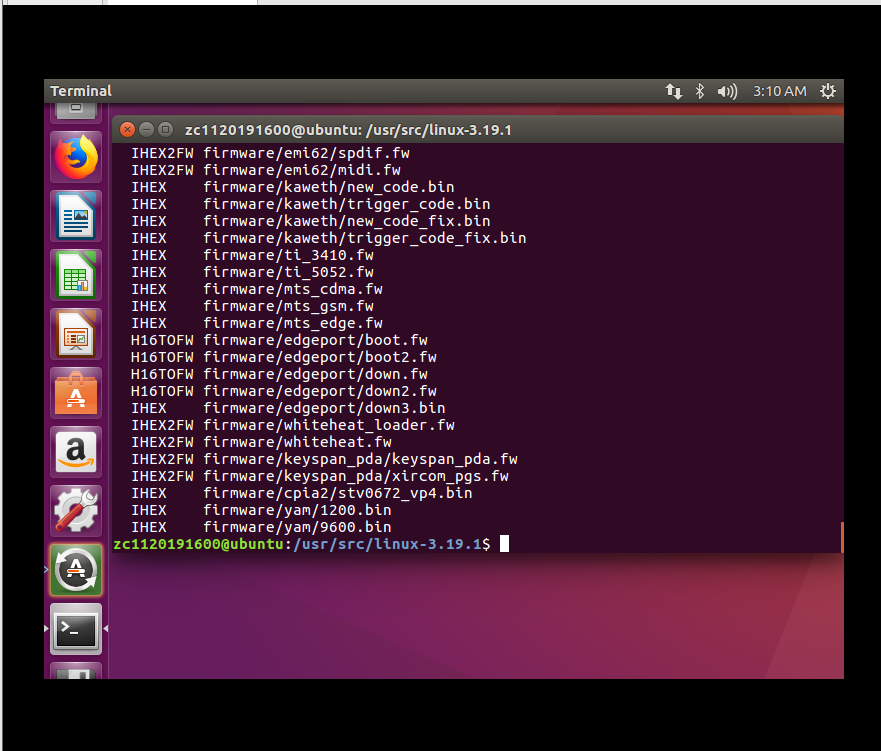 Terminal
3:10 AM
zc1120191600@ubuntu: /usr/src/linux-3.19.1
IHEX2FW firmware/emi62/spdif.fw
IHEX2FW firmware/emi62/midi.fw
IHEX    firmware/kaweth/new_code.bin
IHEX    firmware/kaweth/trigger_code.bin
IHEX    firmware/kaweth/new_code_fix.bin
IHEX    firmware/kaweth/trigger_code_fix.bin
IHEX    firmware/ti_3410.fw
IHEX    firmware/ti_5052.fw
IHEX    firmware/mts_cdma.fw
IHEX    firmware/mts_gsm.fw
IHEX    firmware/mts_edge.fw
H16TOFW firmware/edgeport/boot.fw
H16TOFW firmware/edgeport/boot2.fw
H16TOFW firmware/edgeport/down.fw
H16TOFW firmware/edgeport/down2.fw
IHEX    firmware/edgeport/down3.bin
IHEX2FW firmware/whiteheat_loader.fw
IHEX2FW firmware/whiteheat.fw
IHEX2FW firmware/keyspan_pda/keyspan_pda.fw
IHEX2FW firmware/keyspan_pda/xircom_pgs.fw
IHEX    firmware/cpia2/stv0672_vp4.bin
IHEX    firmware/yam/1200.bin
IHEX    firmware/yam/9600.bin
zc1120191600@ubuntu:/usr/src/linux-3.19.1$